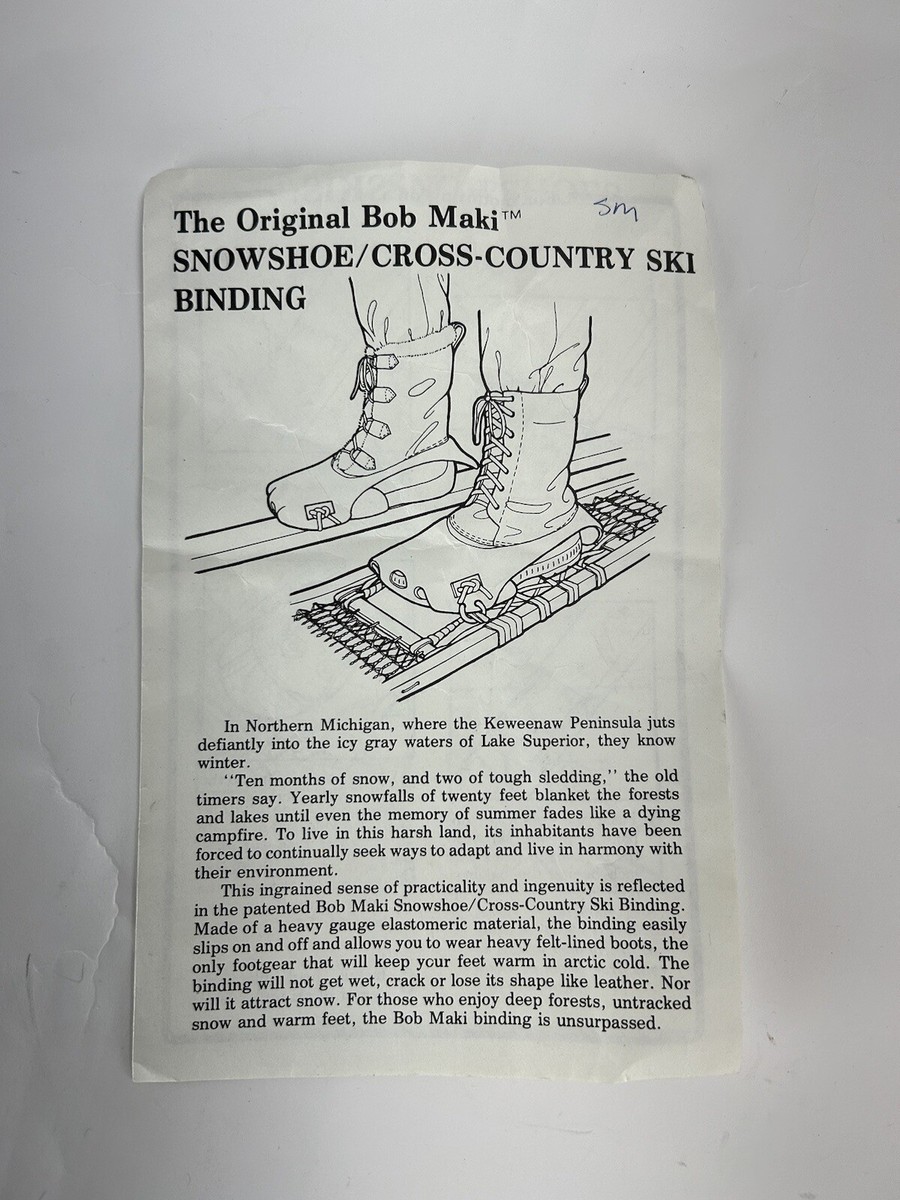 The Original Bob Maki™
sm
SNOWSHOE/CROSS-COUNTRY SKI
BINDING
In Northern Michigan, where the Keweenaw Peninsula juts
defiantly into the icy gray waters of Lake Superior, they know
winter.
"Ten months of snow, and two of tough sledding," the old
timers say. Yearly snowfalls of twenty feet blanket the forests
and lakes until even the memory of summer fades like a dying
campfire. To live in this harsh land, its inhabitants have been
forced to continually seek ways to adapt and live in harmony with
their environment.
This ingrained sense of practicality and ingenuity is reflected
in the patented Bob Maki Snowshoe/Cross-Country Ski Binding.
Made of a heavy gauge elastomeric material, the binding easily
slips on and off and allows you to wear heavy felt-lined boots, the
only footgear that will keep your feet warm in arctic cold. The
binding will not get wet, crack or lose its shape like leather. Nor
will it attract snow. For those who enjoy deep forests, untracked
snow and warm feet, the Bob Maki binding is unsurpassed.